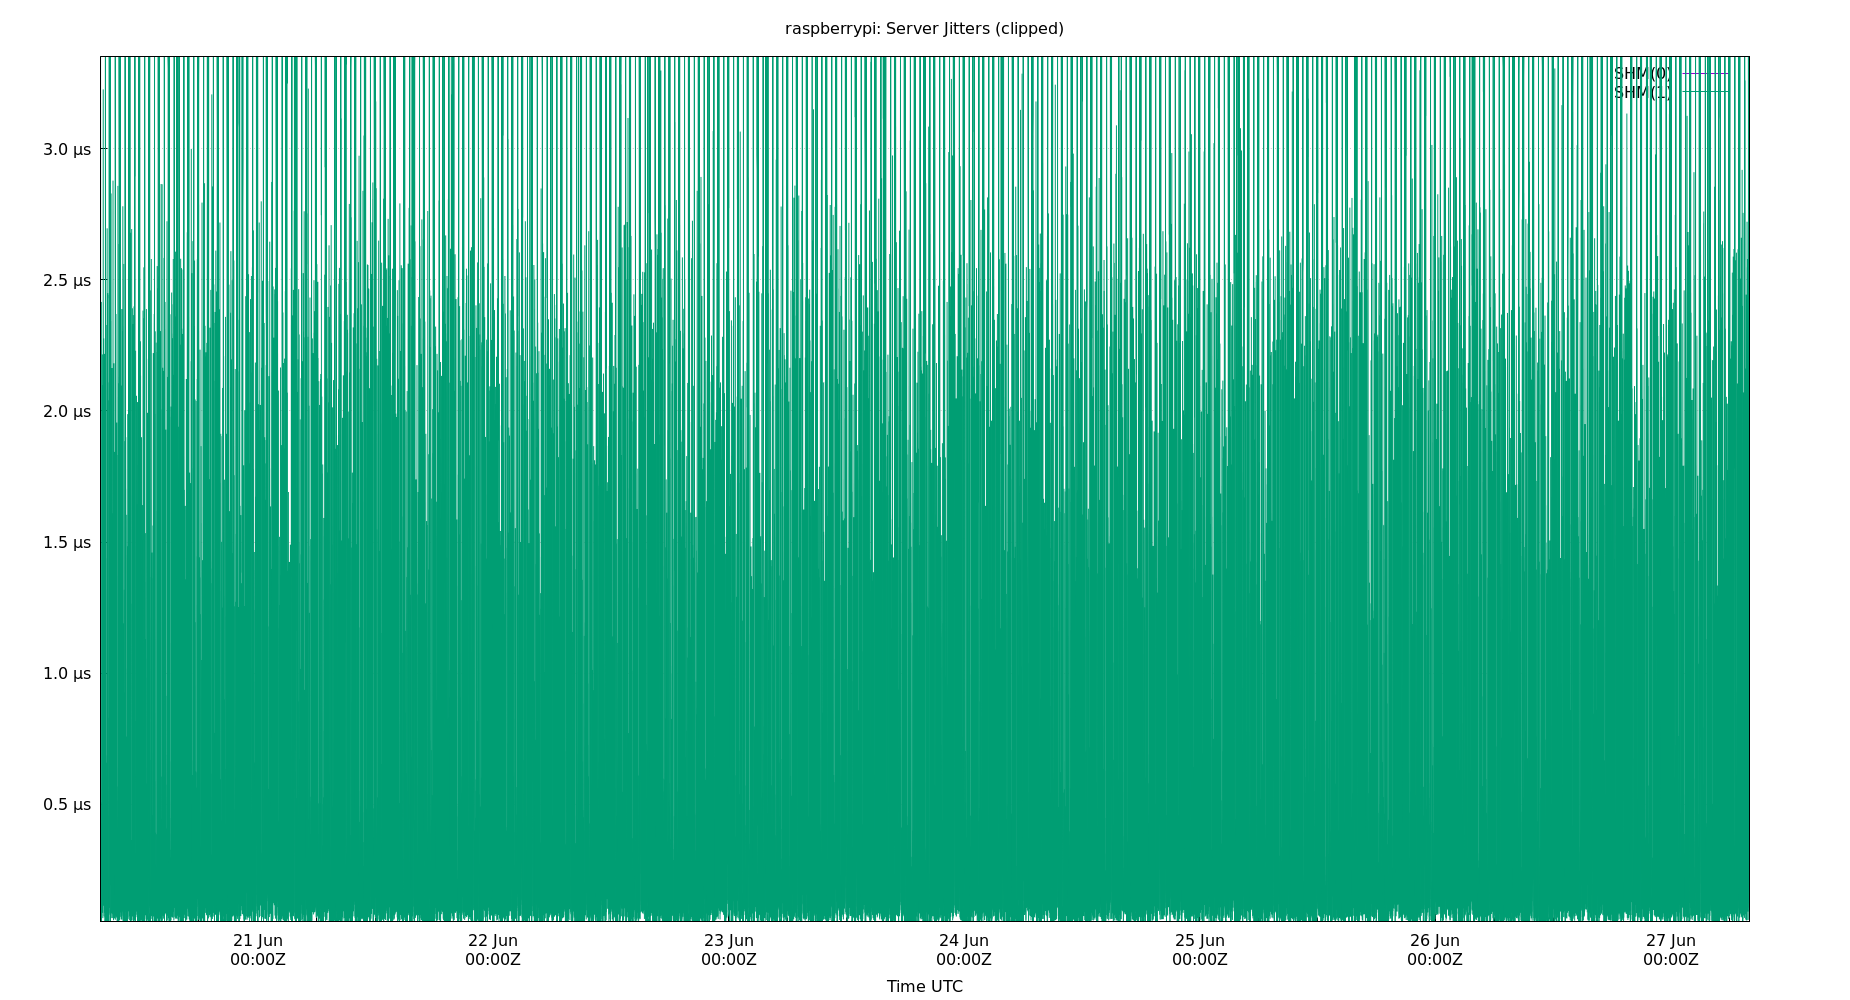 raspberrypi: Server Jitters (clipped)
SHM(0)
SHM(1)
3.0 µs
2.5 µs
2.0 µs
1.5 µs
1.0 µs
0.5 µs
21 Jun 22 Jun 23 Jun 24 Jun 25 Jun 26 Jun 27 Jun
00:00Z 00:00Z 00:00Z 00:00Z 00:00Z 00:00Z 00:00Z
Time UTC